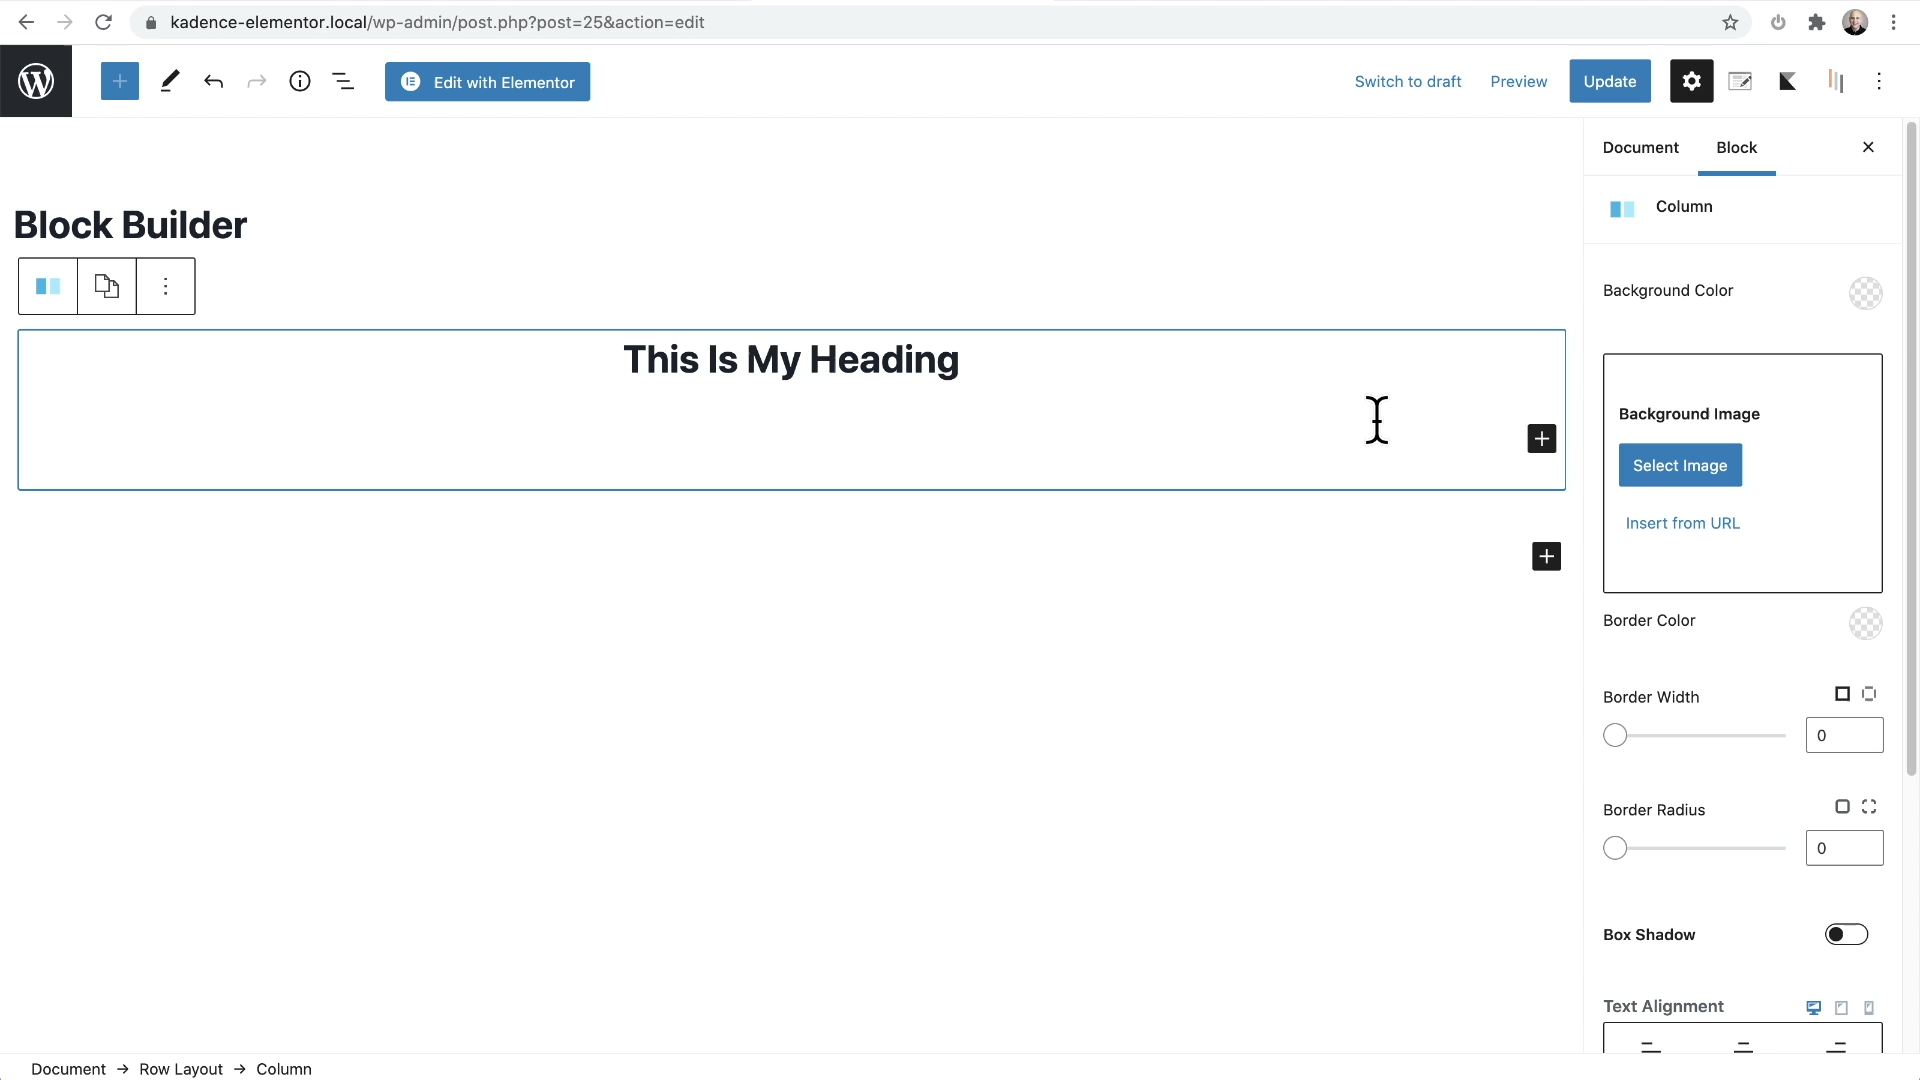 kadence-elementor.local/wp-admin/post.php?post=25&action=edit
Edit with Elementor
Switch to draft
Preview
Update
Document
Block
Column
Block Builder
This Is My Heading
Background Color
Background Image
Select Image
Insert from URL
Border Color
Border Width
0
Border Radius
0
Box Shadow
Text Alignment
Document → Row Layout → Column